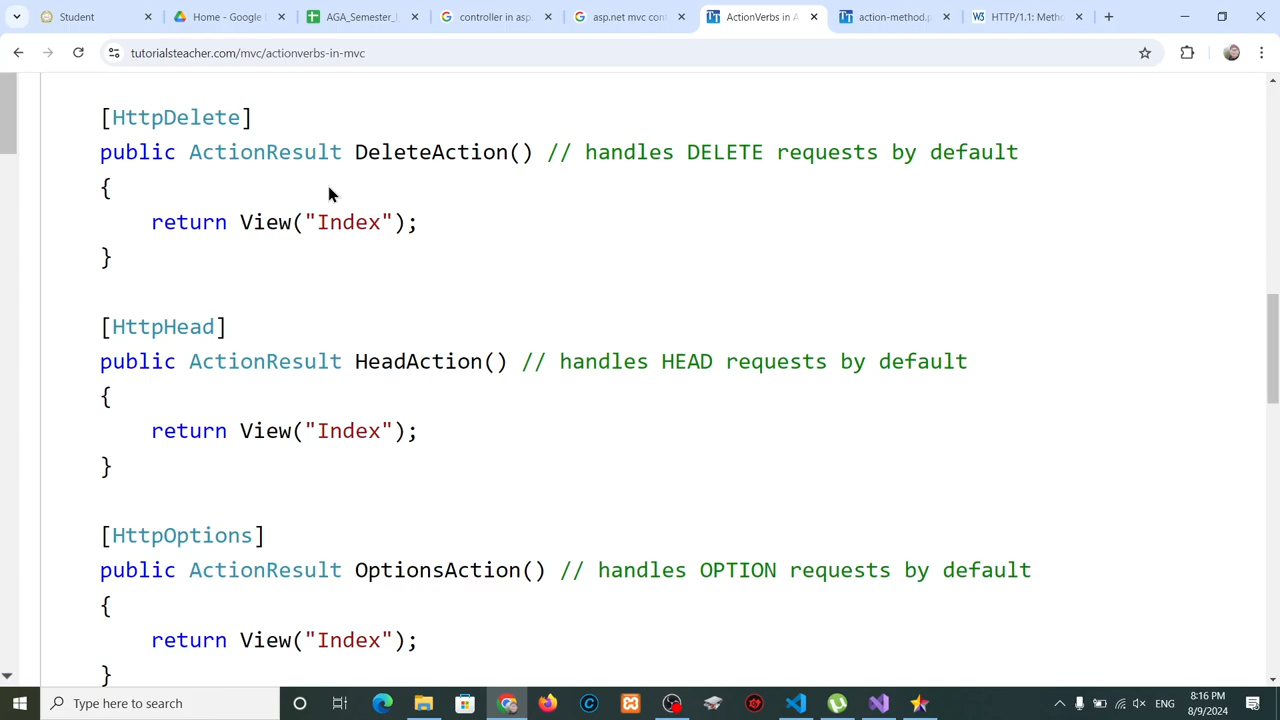 Student
Home - Google
AGA_Semester_I
controller in asp
asp.net mvc con
ActionVerbs in A
action-method.p
HTTP/1.1: Metho
tutorialsteacher.com/mvc/actionverbs-in-mvc
[HttpDelete]
public ActionResult DeleteAction() // handles DELETE requests by default
{
return View("Index");
}
[HttpHead]
public ActionResult HeadAction() // handles HEAD requests by default
{
return View("Index");
}
[HttpOptions]
public ActionResult OptionsAction() // handles OPTION requests by default
{
return View("Index");
}
Type here to search
ENG
8:16 PM
8/9/2024